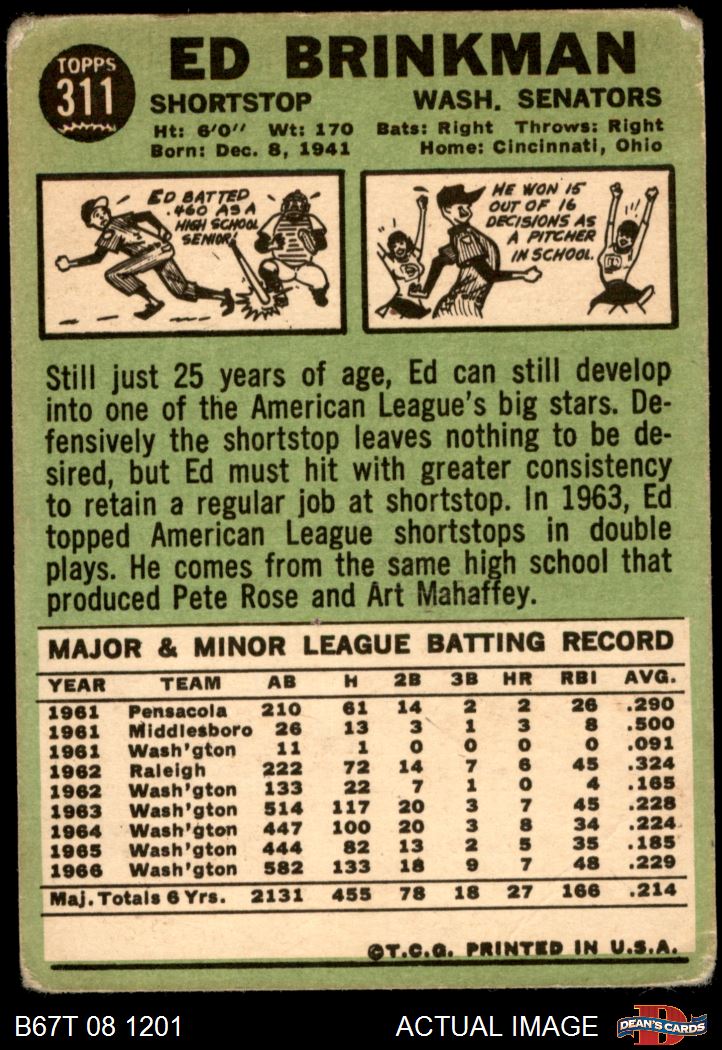 TOPPS
311
ED BRINKMAN
SHORTSTOP WASH. SENATORS
Ht: 6'0" Wt: 170 Bats: Right Throws: Right
Born: Dec. 8, 1941 Home: Cincinnati, Ohio
ED BATTED
.460 AS A
HIGH SCHOOL
SENIOR!
HE WON 15
OUT OF 16
DECISIONS AS
A PITCHER
IN SCHOOL.
Still just 25 years of age, Ed can still develop
into one of the American League's big stars. De-
fensively the shortstop leaves nothing to be de-
sired, but Ed must hit with greater consistency
to retain a regular job at shortstop. In 1963, Ed
topped American League shortstops in double
plays. He comes from the same high school that
produced Pete Rose and Art Mahaffey.
MAJOR & MINOR LEAGUE BATTING RECORD
YEAR TEAM AB H 2B 3B HR RBI AVG.
1961 Pensacola 210 61 14 2 2 26 .290
1961 Middlesboro 26 13 3 1 3 8 .500
1961 Wash'gton 11 1 0 0 0 0 .091
1962 Raleigh 222 72 14 7 6 45 .324
1962 Wash'gton 133 22 7 1 0 4 .165
1963 Wash'gton 514 117 20 3 7 45 .228
1964 Wash'gton 447 100 20 3 8 34 .224
1965 Wash'gton 444 82 13 2 5 35 .185
1966 Wash'gton 582 133 18 9 7 48 .229
Maj. Totals 6 Yrs. 2131 455 78 18 27 166 .214
©T.C.G. PRINTED IN U.S.A.
B67T 08 1201 ACTUAL IMAGE
D
DEAN'S CARDS